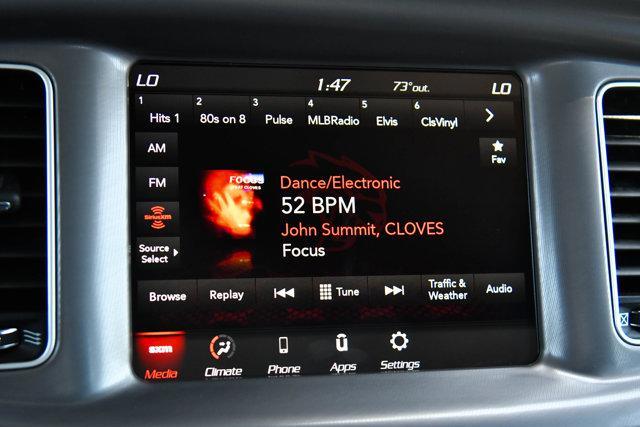 LO 1:47 73°out. LO
1 2 3 4 5 6
Hits 1 80s on 8 Pulse MLBRadio Elvis ClsVinyl
AM
Fav
FM
FOCUS
CLOVES
Dance/Electronic
52 BPM
SiriusXM
John Summit, CLOVES
Source
Select
Focus
Browse Replay Tune Traffic &
Weather Audio
sxm
Media Climate Phone Apps Settings